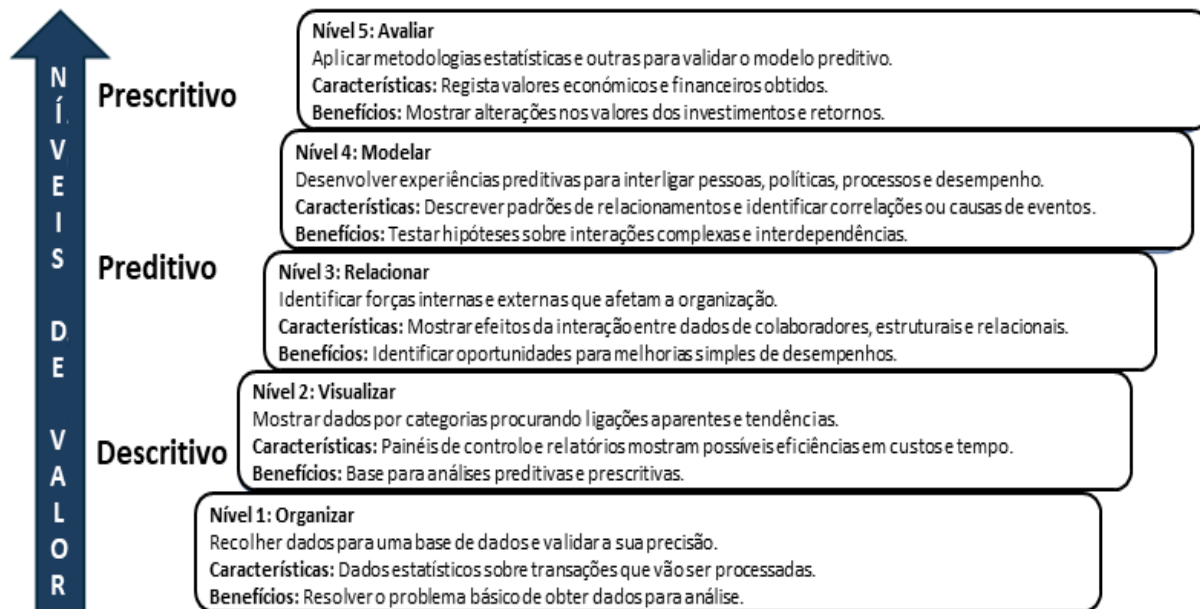 NÍVEIS DE VALOR
Prescritivo
Nível 5: Avaliar
Aplicar metodologias estatísticas e outras para validar o modelo preditivo.
Características: Regista valores económicos e financeiros obtidos.
Benefícios: Mostrar alterações nos valores dos investimentos e retornos.
Nível 4: Modelar
Desenvolver experiências preditivas para interligar pessoas, políticas, processos e desempenho.
Características: Descrever padrões de relacionamentos e identificar correlações ou causas de eventos.
Benefícios: Testar hipóteses sobre interações complexas e interdependências.
Preditivo
Nível 3: Relacionar
Identificar forças internas e externas que afetam a organização.
Características: Mostrar efeitos da interação entre dados de colaboradores, estruturais e relacionais.
Benefícios: Identificar oportunidades para melhorias simples de desempenhos.
Descritivo
Nível 2: Visualizar
Mostrar dados por categorias procurando ligações aparentes e tendências.
Características: Painéis de controlo e relatórios mostram possíveis eficiências em custos e tempo.
Benefícios: Base para análises preditivas e prescritivas.
Nível 1: Organizar
Recolher dados para uma base de dados e validar a sua precisão.
Características: Dados estatísticos sobre transações que vão ser processadas.
Benefícios: Resolver o problema básico de obter dados para análise.